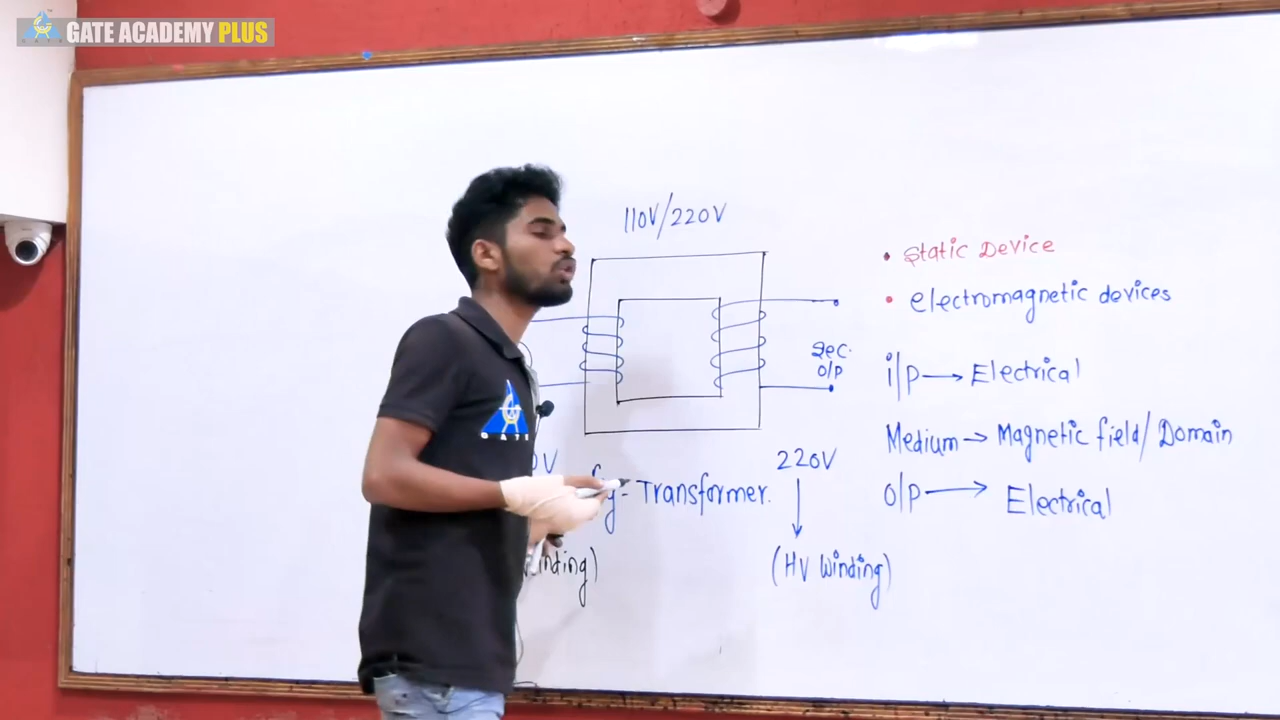 GATE ACADEMY PLUS
110V/220V
• Static Device
• electromagnetic devices
Sec.
O/P
i/p → Electrical
Medium → Magnetic field/Domain
O/P → Electrical
GATE
220V
- Transformer.
(HV Winding)